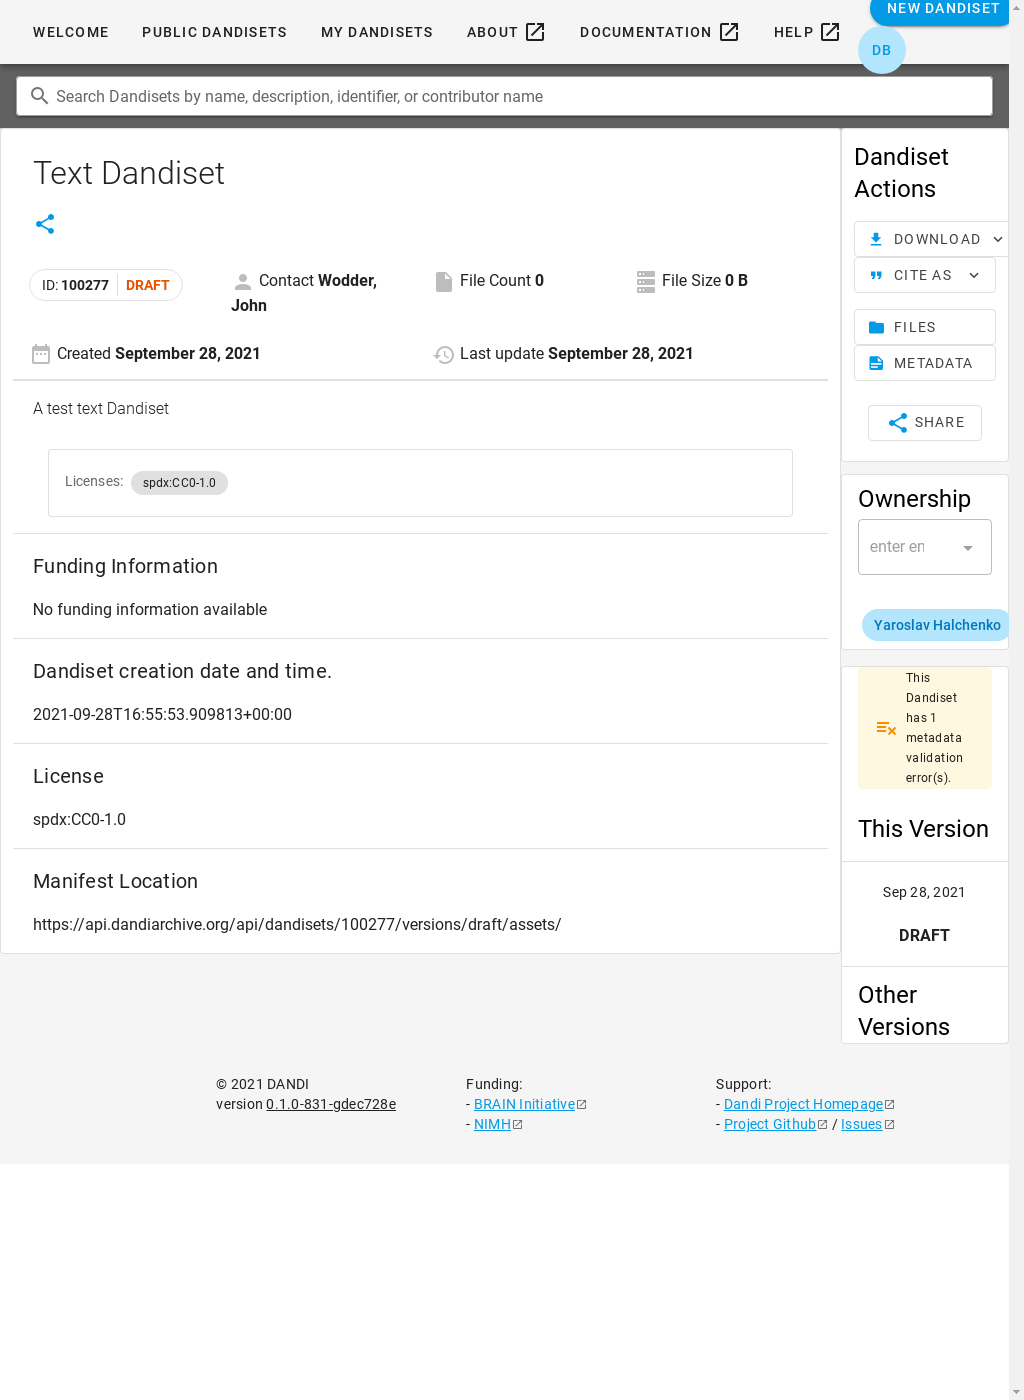 NEW DANDISET
WELCOME PUBLIC DANDISETS MY DANDISETS ABOUT DOCUMENTATION HELP
DB
Search Dandisets by name, description, identifier, or contributor name
Text Dandiset
ID: 100277 DRAFT
Contact Wodder,
John
File Count 0
File Size 0 B
Created September 28, 2021
Last update September 28, 2021
A test text Dandiset
Licenses: spdx:CC0-1.0
Funding Information
No funding information available
Dandiset creation date and time.
2021-09-28T16:55:53.909813+00:00
License
spdx:CC0-1.0
Manifest Location
https://api.dandiarchive.org/api/dandisets/100277/versions/draft/assets/
Dandiset
Actions
DOWNLOAD
CITE AS
FILES
METADATA
SHARE
Ownership
enter en
Yaroslav Halchenko
This
Dandiset
has 1
metadata
validation
error(s).
This Version
Sep 28, 2021
DRAFT
Other
Versions
© 2021 DANDI
version 0.1.0-831-gdec728e
Funding:
- BRAIN Initiative
- NIMH
Support:
- Dandi Project Homepage
- Project Github / Issues